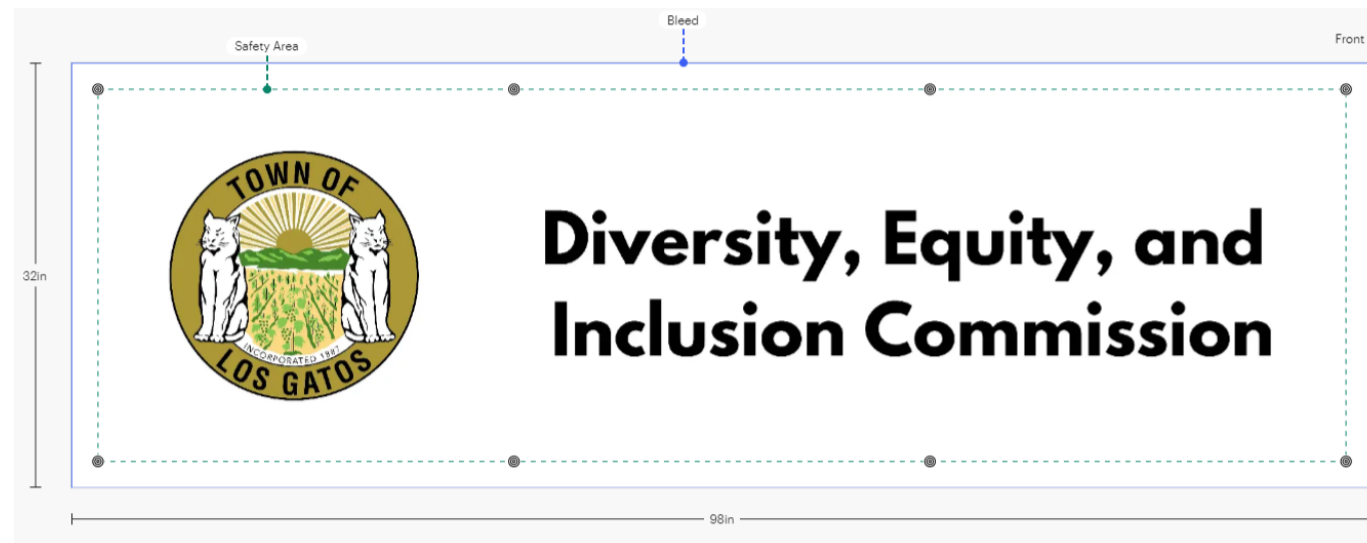 Bleed
Safety Area
Front
32in
TOWN OF
INCORPORATED 1887
LOS GATOS
Diversity, Equity, and
Inclusion Commission
98in